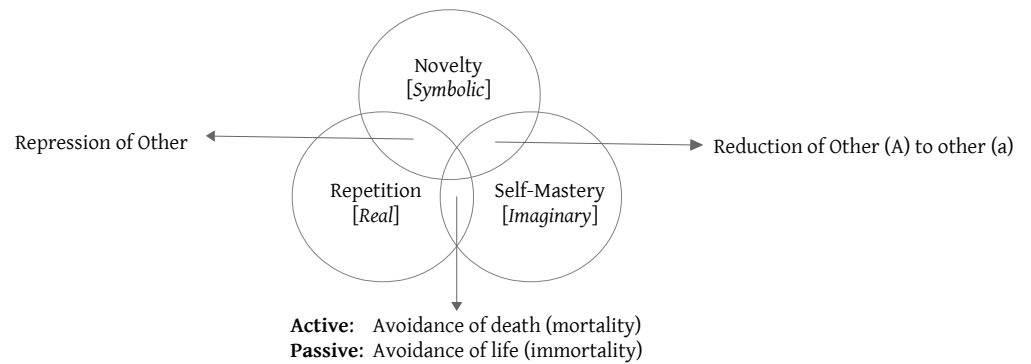 Novelty
[Symbolic]
Repression of Other
Reduction of Other (A) to other (a)
Repetition
[Real]
Self-Mastery
[Imaginary]
Active: Avoidance of death (mortality)
Passive: Avoidance of life (immortality)